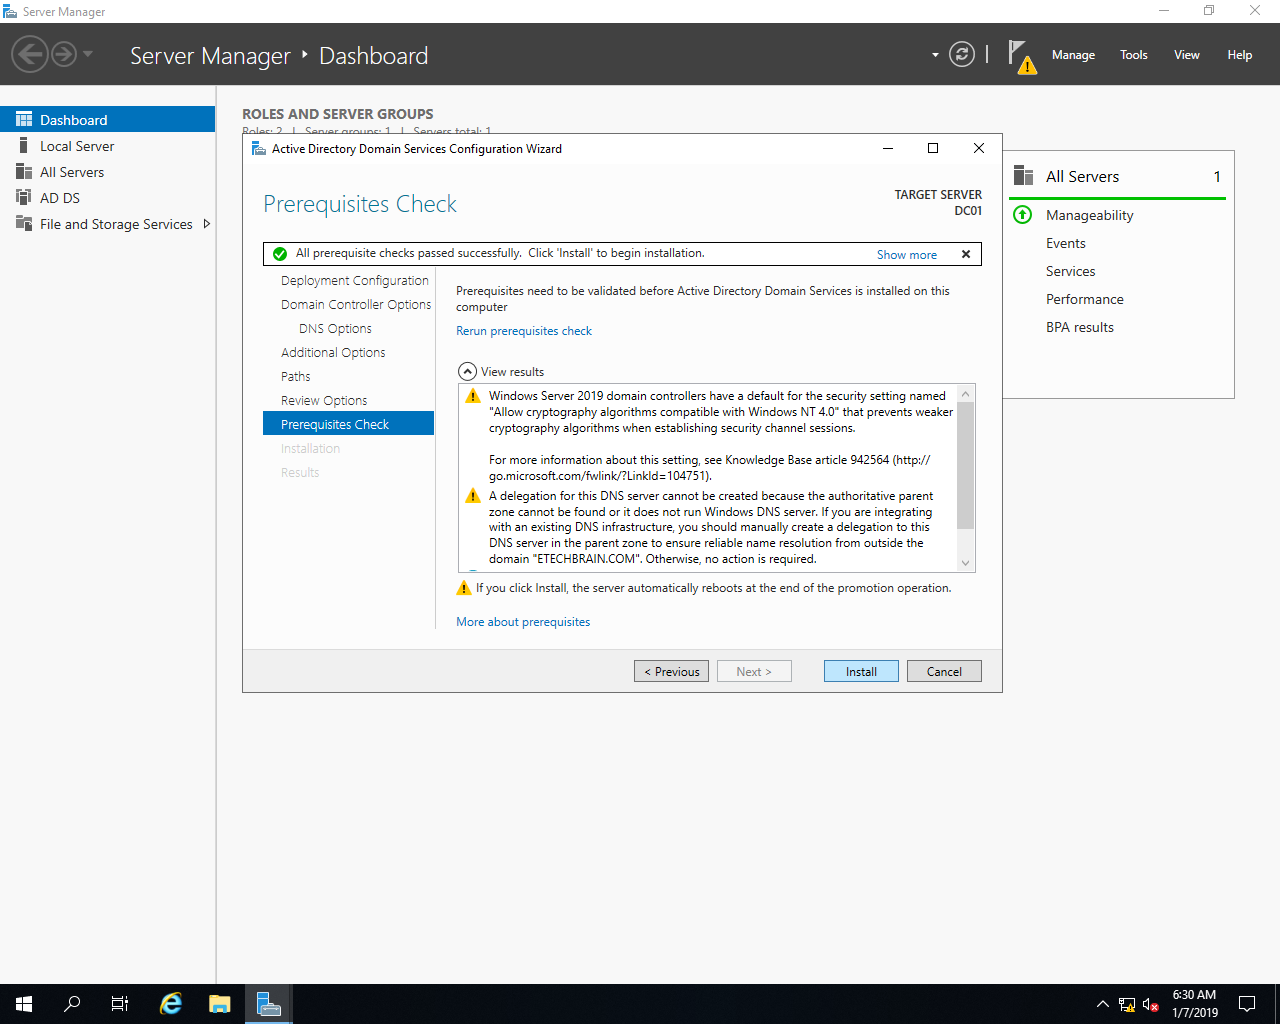 Server Manager
Server Manager ‣ Dashboard
Manage
Tools
View
Help
Dashboard
Local Server
All Servers
AD DS
File and Storage Services
ROLES AND SERVER GROUPS
Roles: 2 | Server groups: 1 | Servers total: 1
Active Directory Domain Services Configuration Wizard
Prerequisites Check
TARGET SERVER
DC01
All prerequisite checks passed successfully. Click 'Install' to begin installation.
Show more
Deployment Configuration
Domain Controller Options
DNS Options
Additional Options
Paths
Review Options
Prerequisites Check
Installation
Results
Prerequisites need to be validated before Active Directory Domain Services is installed on this
computer
Rerun prerequisites check
View results
Windows Server 2019 domain controllers have a default for the security setting named
"Allow cryptography algorithms compatible with Windows NT 4.0" that prevents weaker
cryptography algorithms when establishing security channel sessions.
For more information about this setting, see Knowledge Base article 942564 (http://
go.microsoft.com/fwlink/?LinkId=104751).
A delegation for this DNS server cannot be created because the authoritative parent
zone cannot be found or it does not run Windows DNS server. If you are integrating
with an existing DNS infrastructure, you should manually create a delegation to this
DNS server in the parent zone to ensure reliable name resolution from outside the
domain "ETECHBRAIN.COM". Otherwise, no action is required.
If you click Install, the server automatically reboots at the end of the promotion operation.
More about prerequisites
< Previous
Next >
Install
Cancel
All Servers
1
Manageability
Events
Services
Performance
BPA results
6:30 AM
1/7/2019